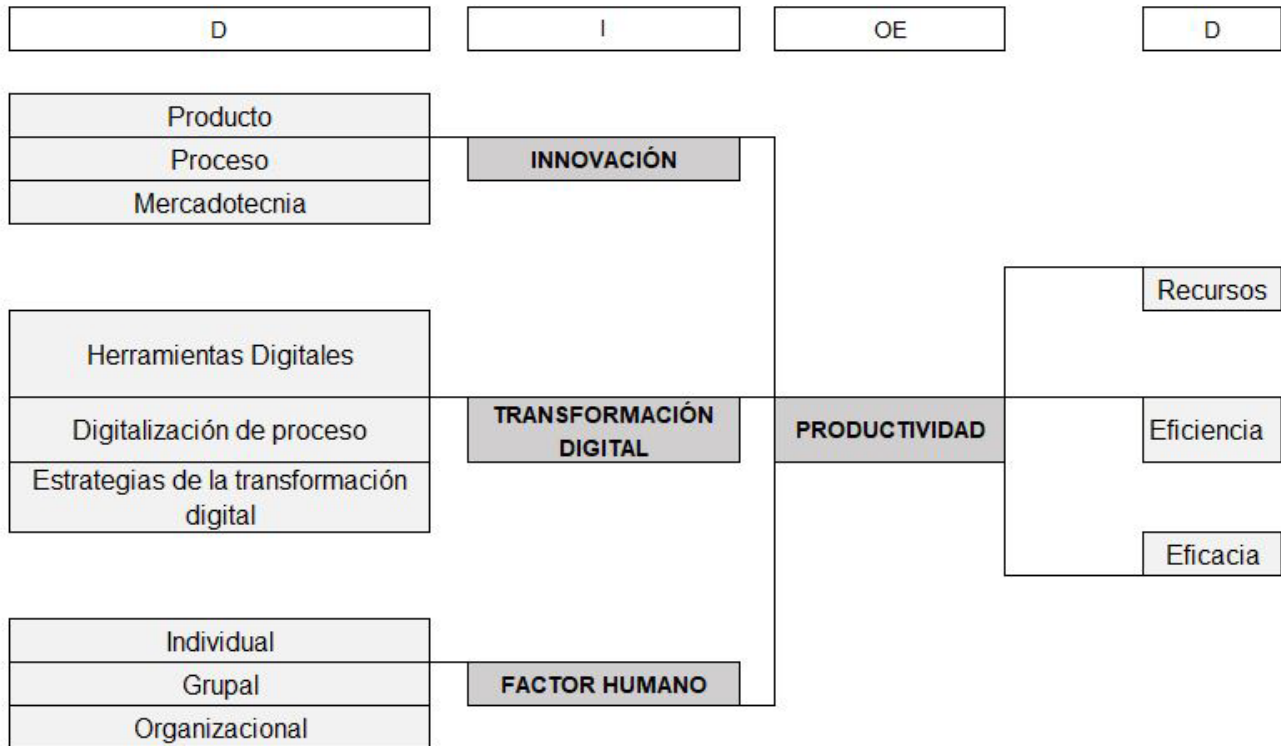 D
I
OE
D
Producto
Proceso
Mercadotecnia
INNOVACIÓN
Herramientas Digitales
Digitalización de proceso
Estrategias de la transformación
digital
TRANSFORMACIÓN
DIGITAL
PRODUCTIVIDAD
Recursos
Eficiencia
Eficacia
Individual
Grupal
Organizacional
FACTOR HUMANO